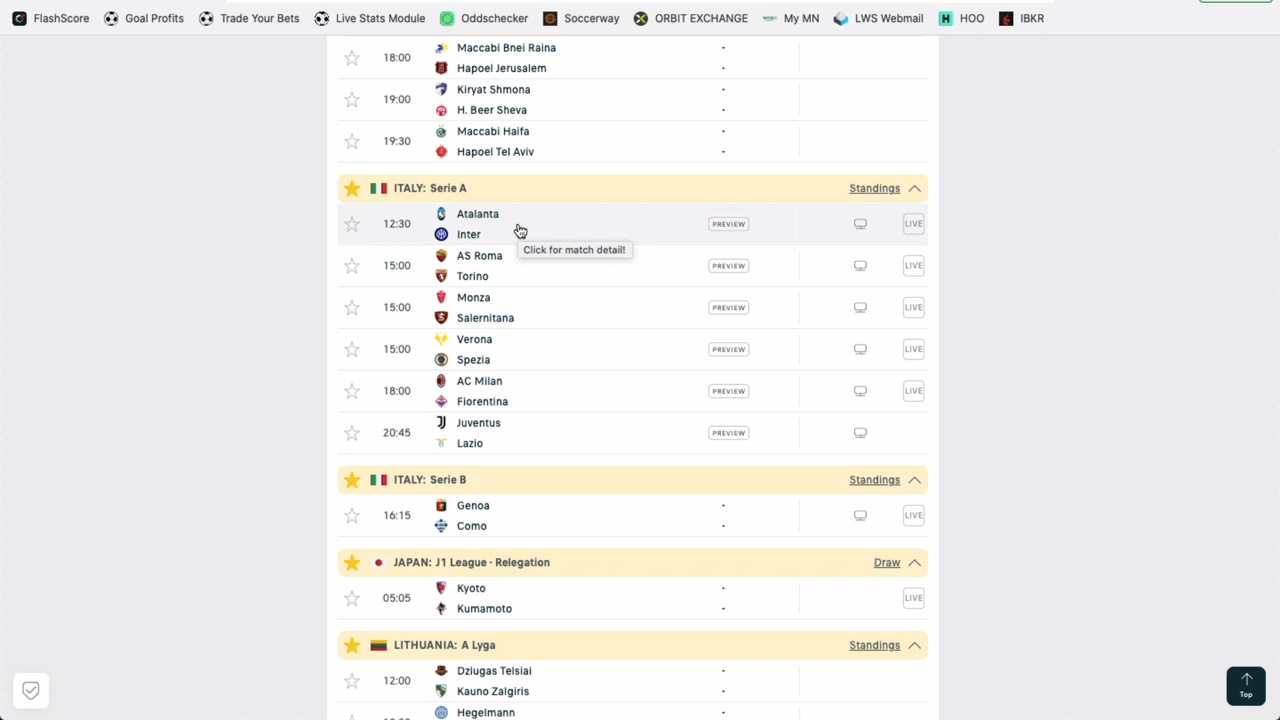 FlashScore Goal Profits Trade Your Bets Live Stats Module Oddschecker Soccerway ORBIT EXCHANGE My MN LWS Webmail H HOO IBKR
18:00 Maccabi Bnei Raina -
Hapoel Jerusalem -
19:00 Kiryat Shmona -
H. Beer Sheva -
19:30 Maccabi Haifa -
Hapoel Tel Aviv -
ITALY: Serie A Standings
12:30 Atalanta PREVIEW LIVE
Inter
Click for match detail!
15:00 AS Roma PREVIEW LIVE
Torino
15:00 Monza PREVIEW LIVE
Salernitana
15:00 Verona PREVIEW LIVE
Spezia
18:00 AC Milan PREVIEW LIVE
Fiorentina
20:45 Juventus PREVIEW
Lazio
ITALY: Serie B Standings
16:15 Genoa - LIVE
Como -
JAPAN: J1 League - Relegation Draw
05:05 Kyoto - LIVE
Kumamoto -
LITHUANIA: A Lyga Standings
12:00 Dziugas Telsiai -
Kauno Zalgiris -
Hegelmann -
Top